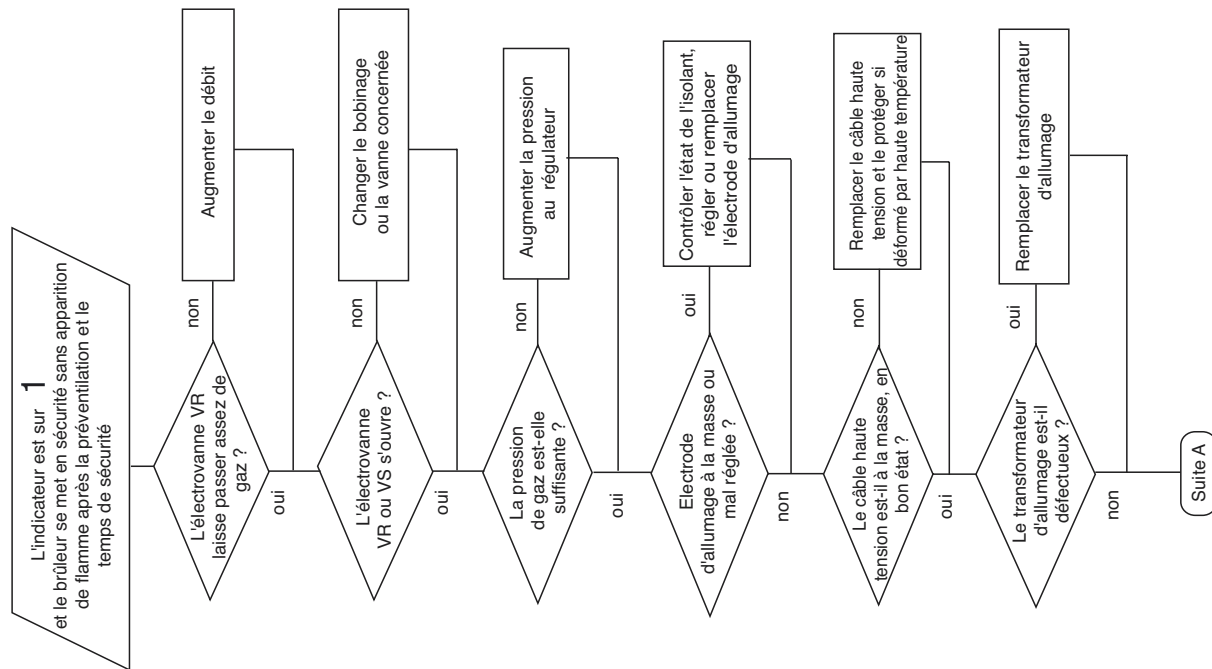 L'indicateur est sur 1
et le brûleur se met en sécurité sans apparition
de flamme après la préventilation et le
temps de sécurité
L'électrovanne VR
laisse passer assez de
gaz ?
non
Augmenter le débit
oui
L'électrovanne
VR ou VS s'ouvre ?
non
Changer le bobinage
ou la vanne concernée
oui
La pression
de gaz est-elle
suffisante ?
non
Augmenter la pression
au régulateur
oui
Electrode
d'allumage à la masse ou
mal réglée ?
oui
Contrôler l'état de l'isolant,
régler ou remplacer
l'électrode d'allumage
non
Le câble haute
tension est-il à la masse, en
bon état ?
non
Remplacer le câble haute
tension et le protéger si
déformé par haute température
oui
Le transformateur
d'allumage est-il
défectueux ?
oui
Remplacer le transformateur
d'allumage
non
Suite A